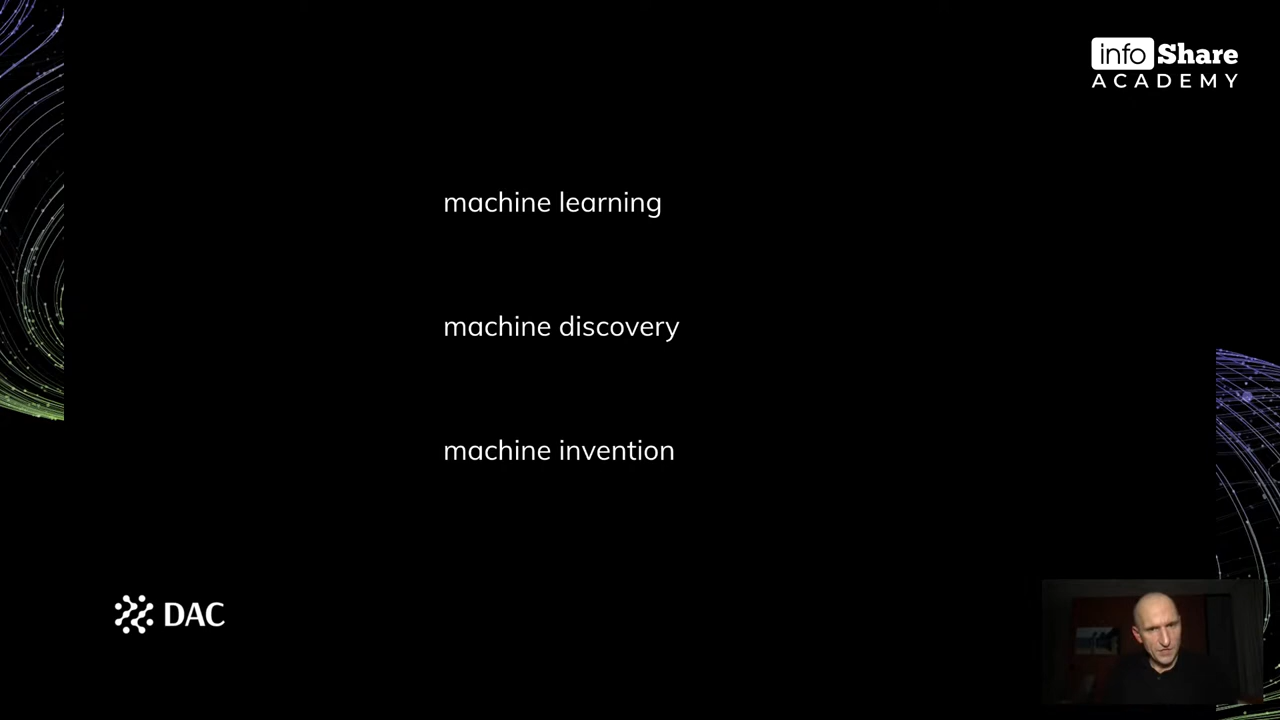 info Share
ACADEMY
machine learning
machine discovery
machine invention
DAC